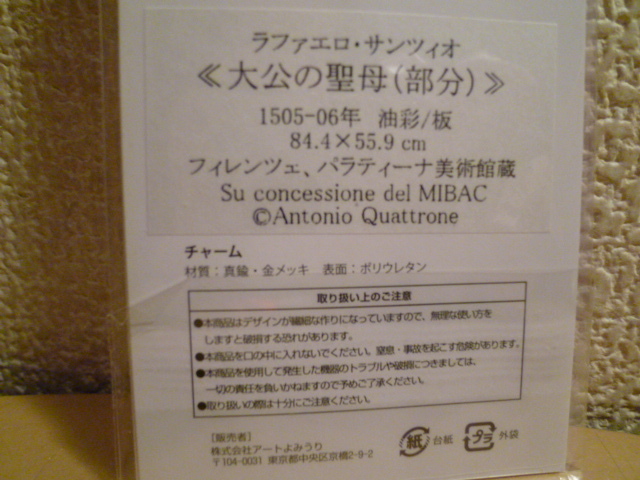 ラファエロ・サンツィオ
≪大公の聖母(部分)≫
1505-06年 油彩/板
84.4×55.9 cm
フィレンツェ、パラティーナ美術館蔵
Su concessione del MIBAC
©Antonio Quattrone
チャーム
材質：真鍮・金メッキ 表面：ポリウレタン
取り扱い上のご注意
●本商品はデザインが繊細な作りになっていますので、無理な使い方を
しますと破損する恐れがあります。
●本商品を口の中に入れないでください。窒息・事故を起こす危険があります。
●本商品を使用して発生した機器のトラブルや破損につきましては、
一切の責任を負いかねますので予めご了承ください。
●取り扱いの際は十分にご注意ください。
[販売者]
株式会社アートよみうり
〒104-0031 東京都中央区京橋2-9-2
紙 台紙 プラ 外袋